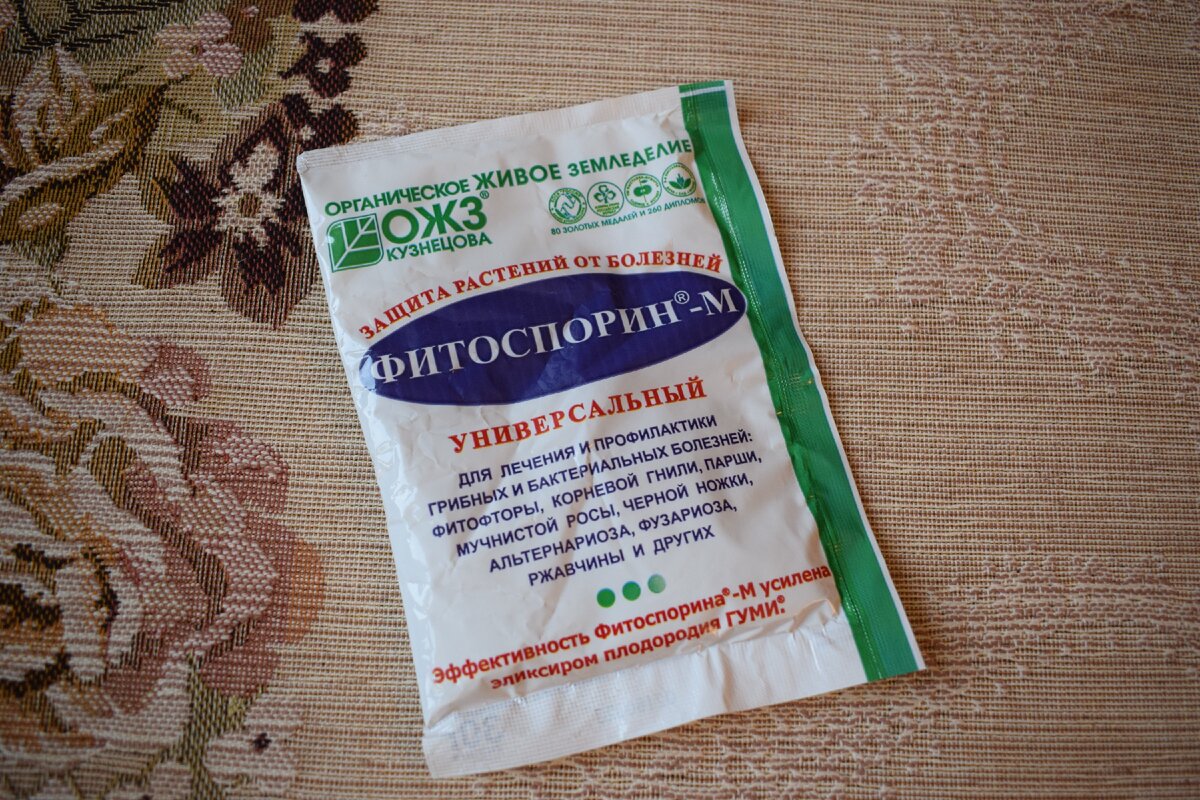 ОРГАНИЧЕСКОЕ ЖИВОЕ ЗЕМЛЕДЕЛИЕ
ОЖЗ®
КУЗНЕЦОВА
80 ЗОЛОТЫХ МЕДАЛЕЙ И 260 ДИПЛОМОВ
ЗАЩИТА РАСТЕНИЙ ОТ БОЛЕЗНЕЙ
ФИТОСПОРИН®-М
УНИВЕРСАЛЬНЫЙ
ДЛЯ ЛЕЧЕНИЯ И ПРОФИЛАКТИКИ
ГРИБНЫХ И БАКТЕРИАЛЬНЫХ БОЛЕЗНЕЙ:
ФИТОФТОРЫ, КОРНЕВОЙ ГНИЛИ, ПАРШИ,
МУЧНИСТОЙ РОСЫ, ЧЕРНОЙ НОЖКИ,
АЛЬТЕРНАРИОЗА, ФУЗАРИОЗА,
РЖАВЧИНЫ И ДРУГИХ
Эффективность Фитоспорина®-М усилена
эликсиром плодородия ГУМИ®.